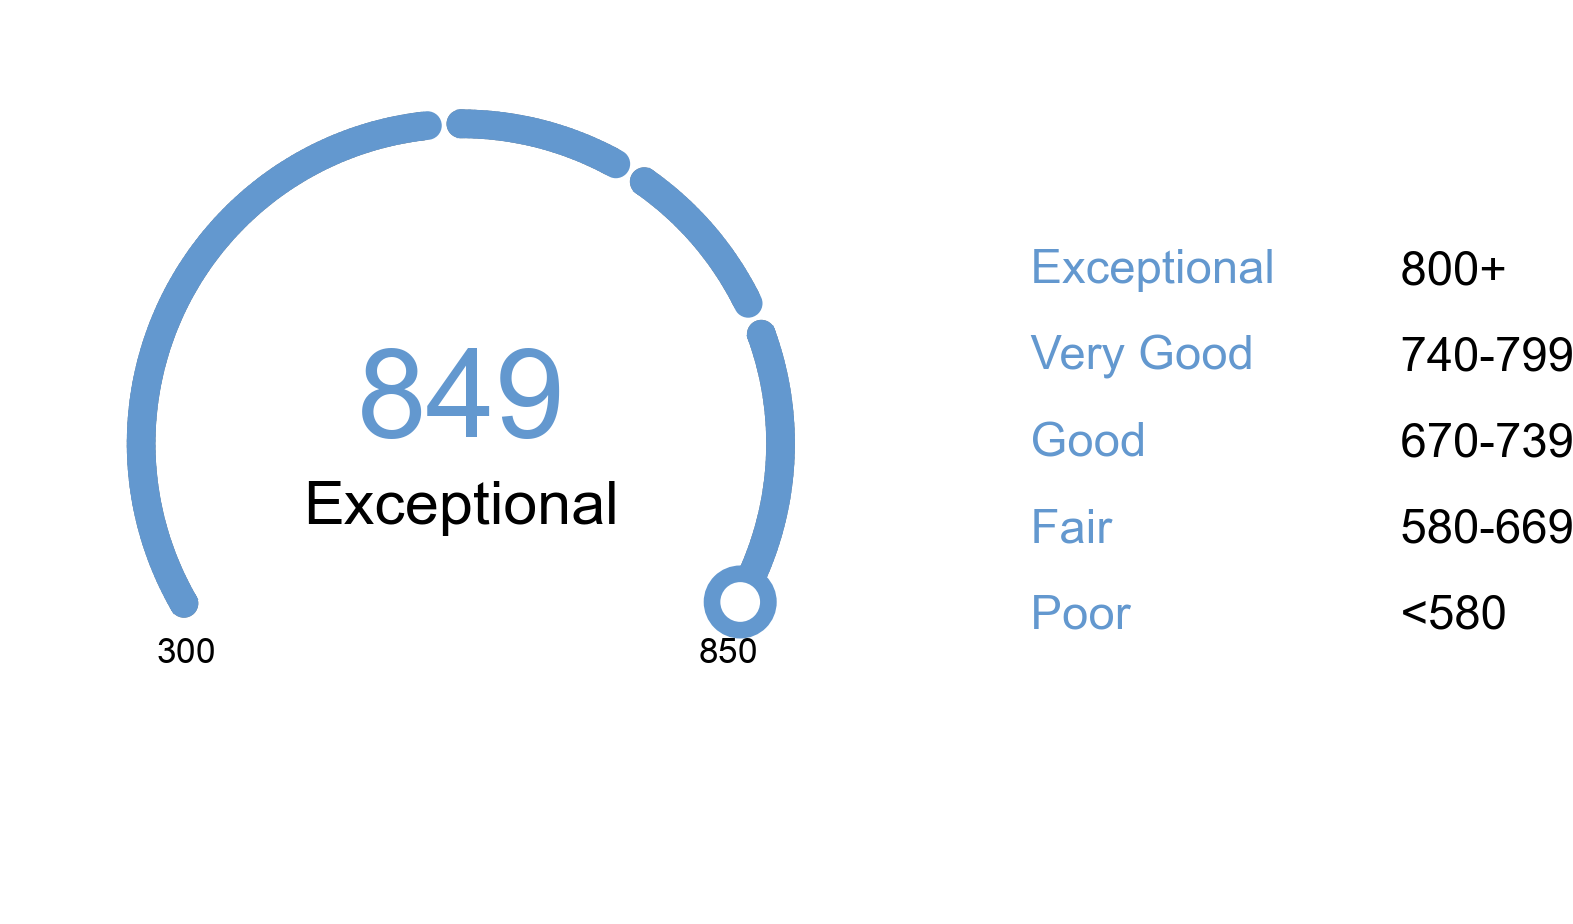 849
Exceptional
300
850
Exceptional 800+
Very Good 740-799
Good 670-739
Fair 580-669
Poor <580